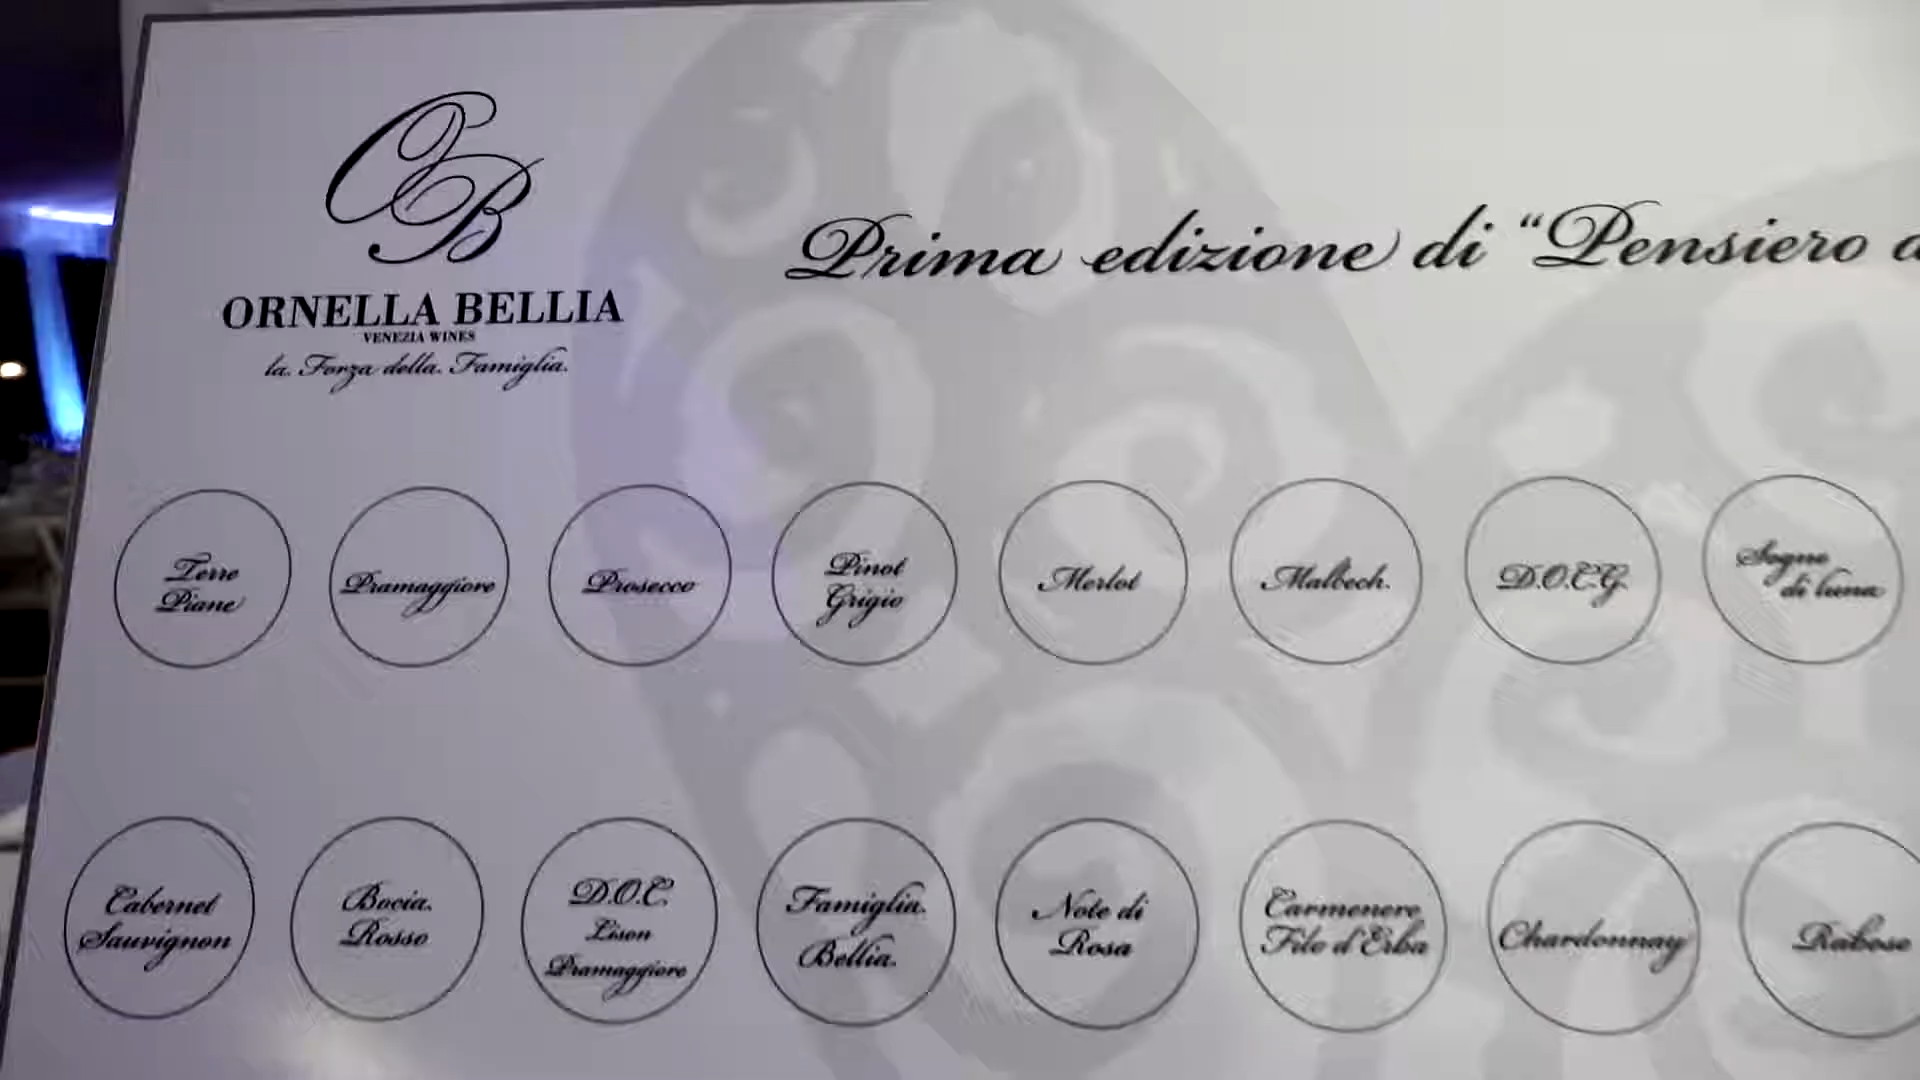 OB
ORNELLA BELLIA
VENEZIA WINES
la Forza della Famiglia
Prima edizione di "Pensiero
Terre
Piane
Pramaggiore
Prosecco
Pinot
Grigio
Merlot
Malbech
D.O.C.G.
Sogno
di luna
Cabernet
Sauvignon
Bocia
Rosso
D.O.C.
Lison
Pramaggiore
Famiglia
Bellia
Note di
Rosa
Carmenere
Filo d'Erba
Chardonnay
Raboso